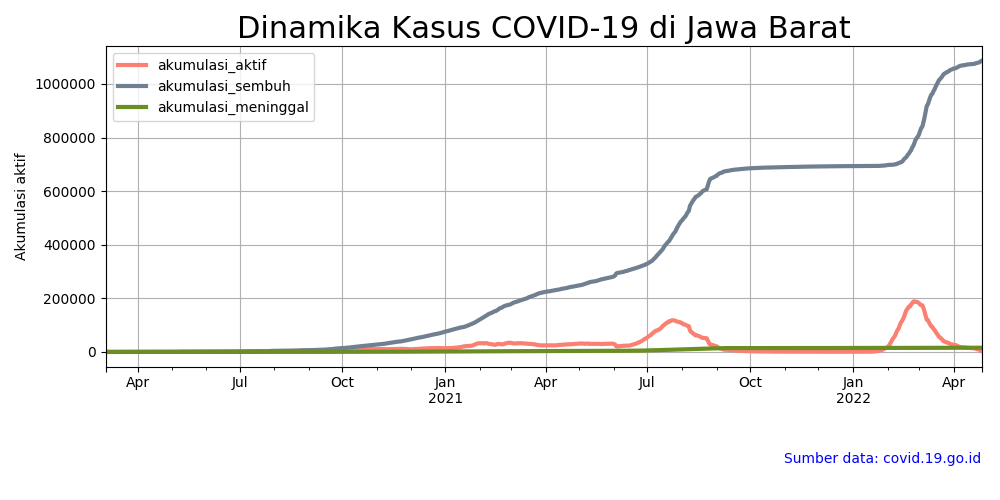 Dinamika Kasus COVID-19 di Jawa Barat
akumulasi_aktif
akumulasi_sembuh
akumulasi_meninggal
Akumulasi aktif
1000000
800000
600000
400000
200000
0
Apr Jul Oct Jan Apr Jul Oct Jan Apr
2021 2022
Sumber data: covid.19.go.id